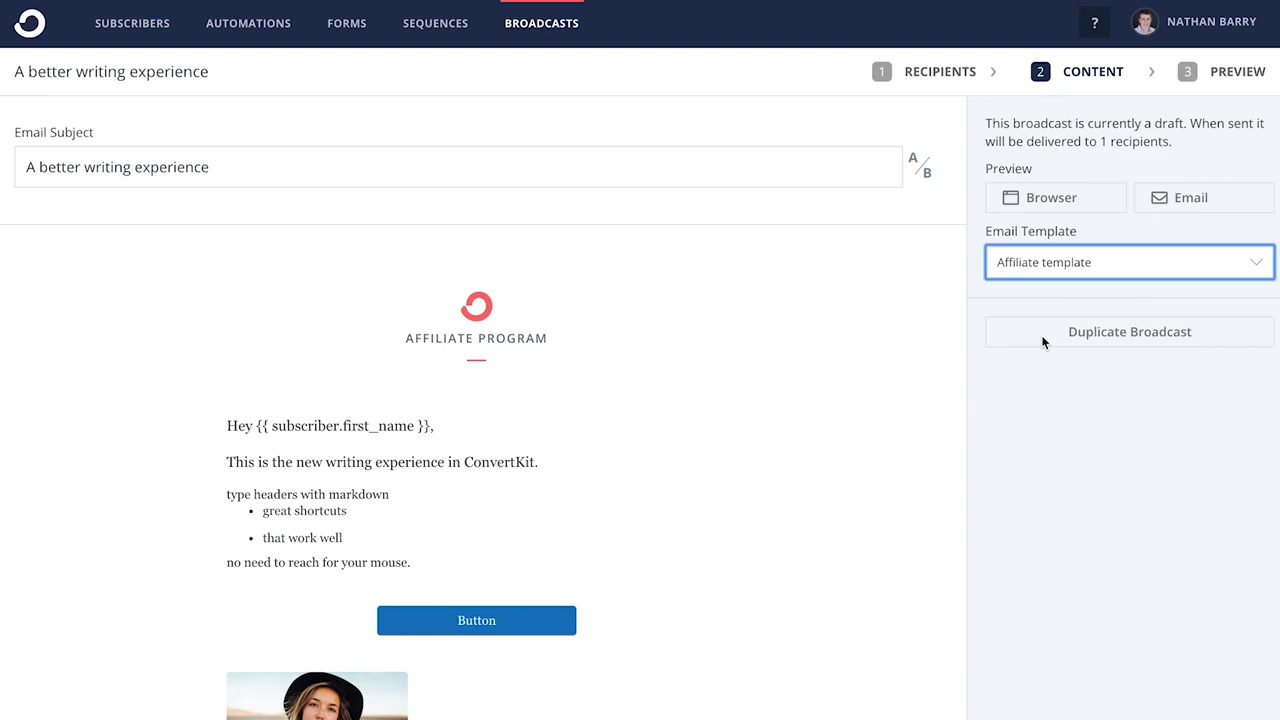 SUBSCRIBERS AUTOMATIONS FORMS SEQUENCES BROADCASTS ? NATHAN BARRY
A better writing experience 1 RECIPIENTS 2 CONTENT 3 PREVIEW
Email Subject
A better writing experience
A/B
This broadcast is currently a draft. When sent it
will be delivered to 1 recipients.
Preview
Browser Email
Email Template
Affiliate template
Duplicate Broadcast
AFFILIATE PROGRAM
Hey {{ subscriber.first_name }},
This is the new writing experience in ConvertKit.
type headers with markdown
• great shortcuts
• that work well
no need to reach for your mouse.
Button